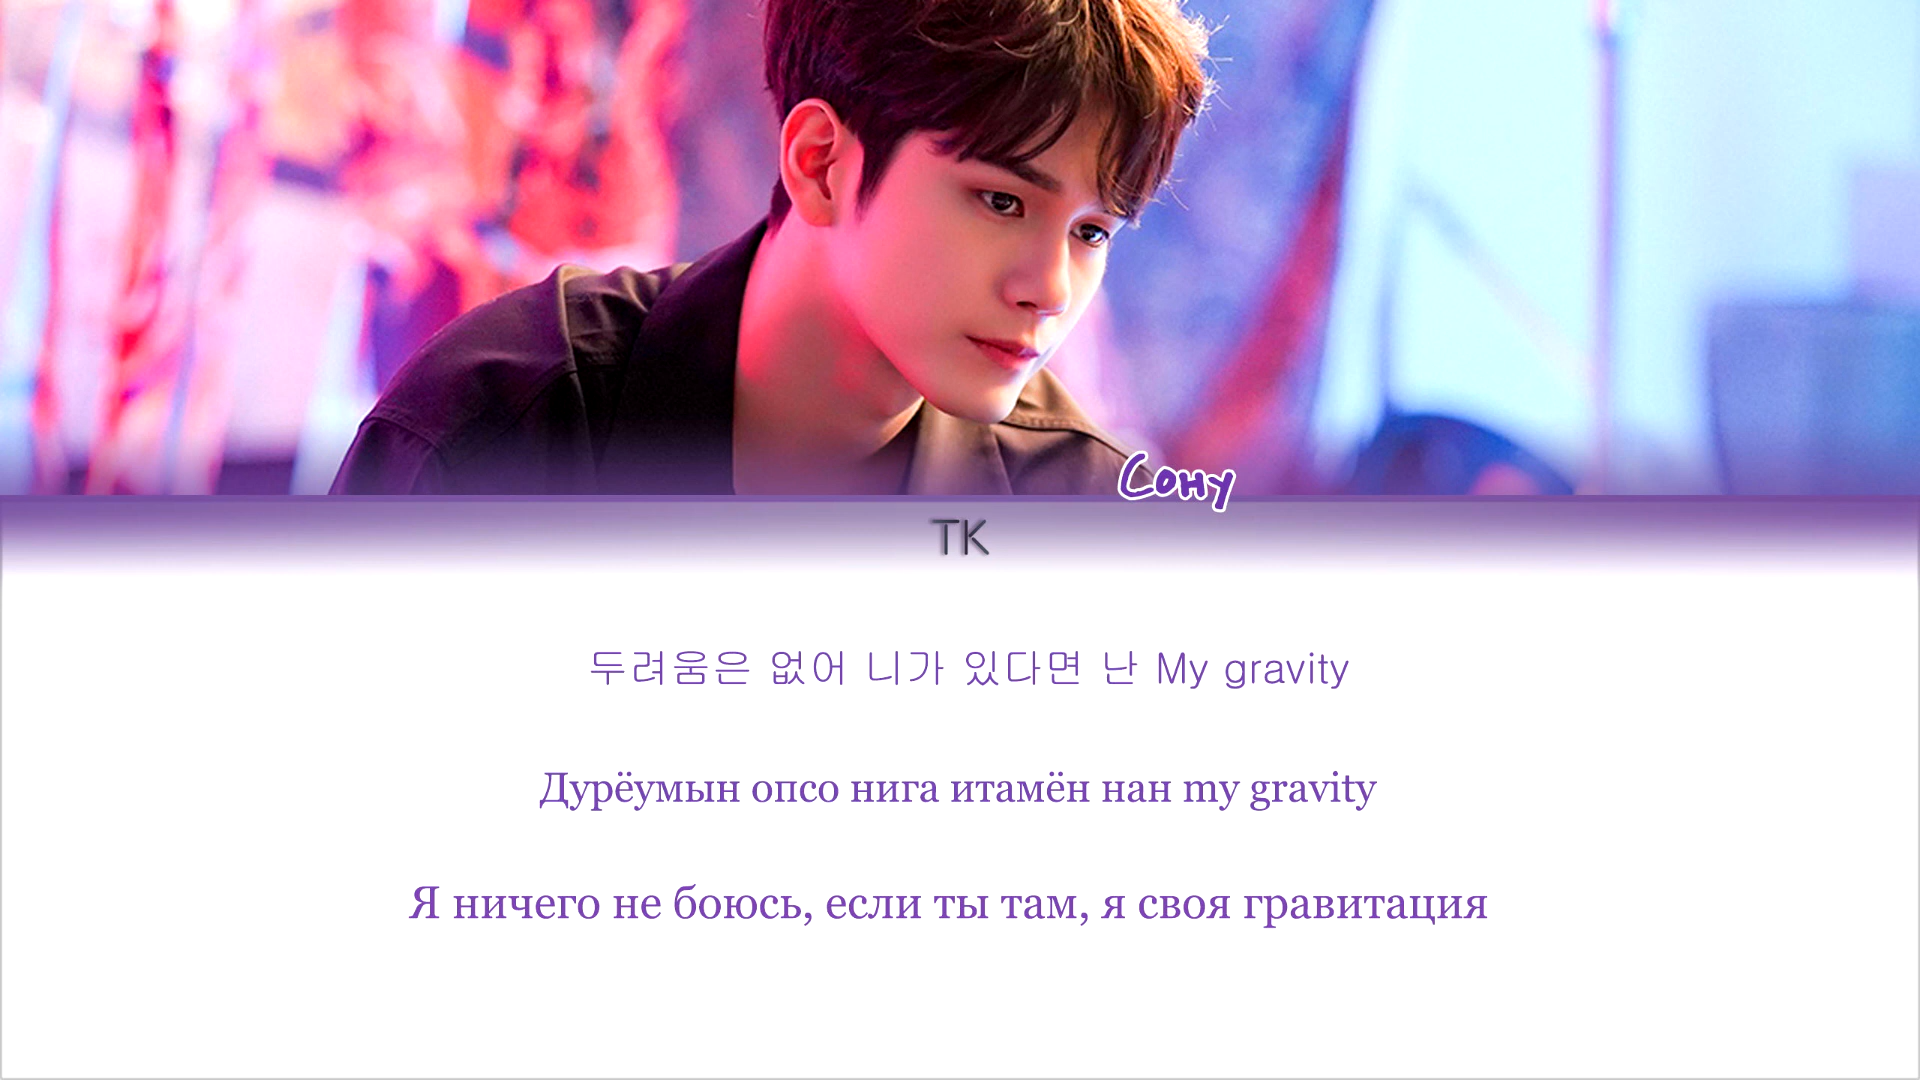 Сону
TK
두려움은 없어 니가 있다면 난 My gravity
Дурёумын опсо нига итамён нан my gravity
Я ничего не боюсь, если ты там, я своя гравитация